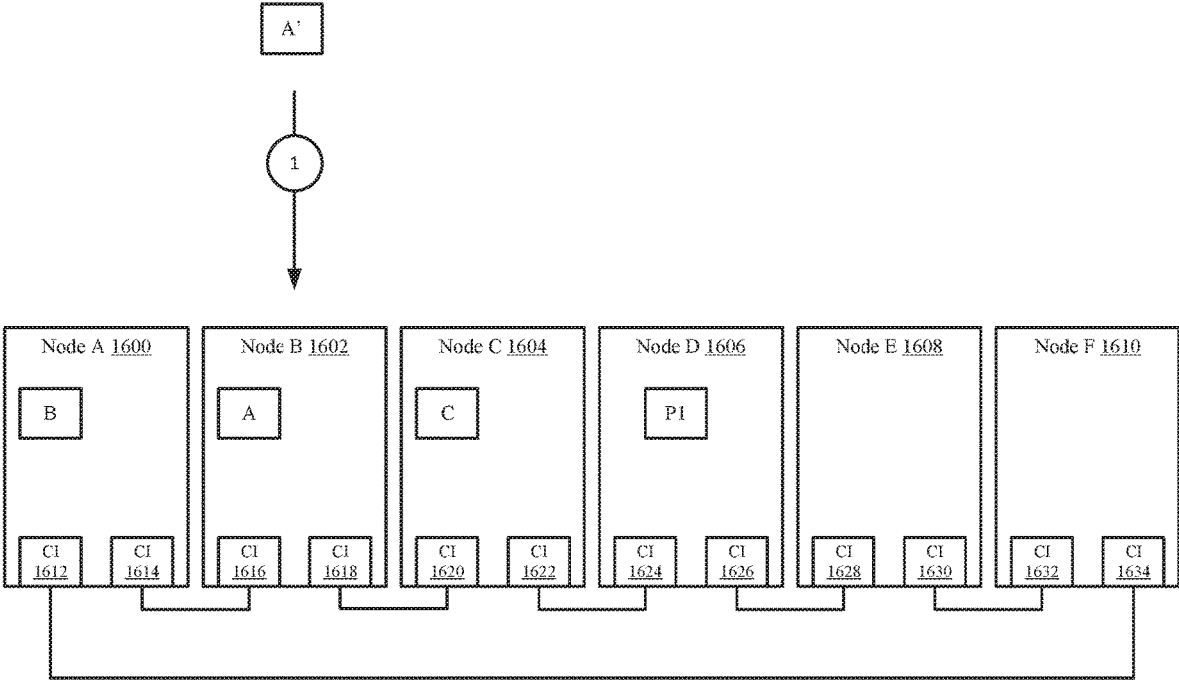 A'
1
Node A 1600
Node B 1602
Node C 1604
Node D 1606
Node E 1608
Node F 1610
B
A
C
P1
CI
1612
CI
1614
CI
1616
CI
1618
CI
1620
CI
1622
CI
1624
CI
1626
CI
1628
CI
1630
CI
1632
CI
1634